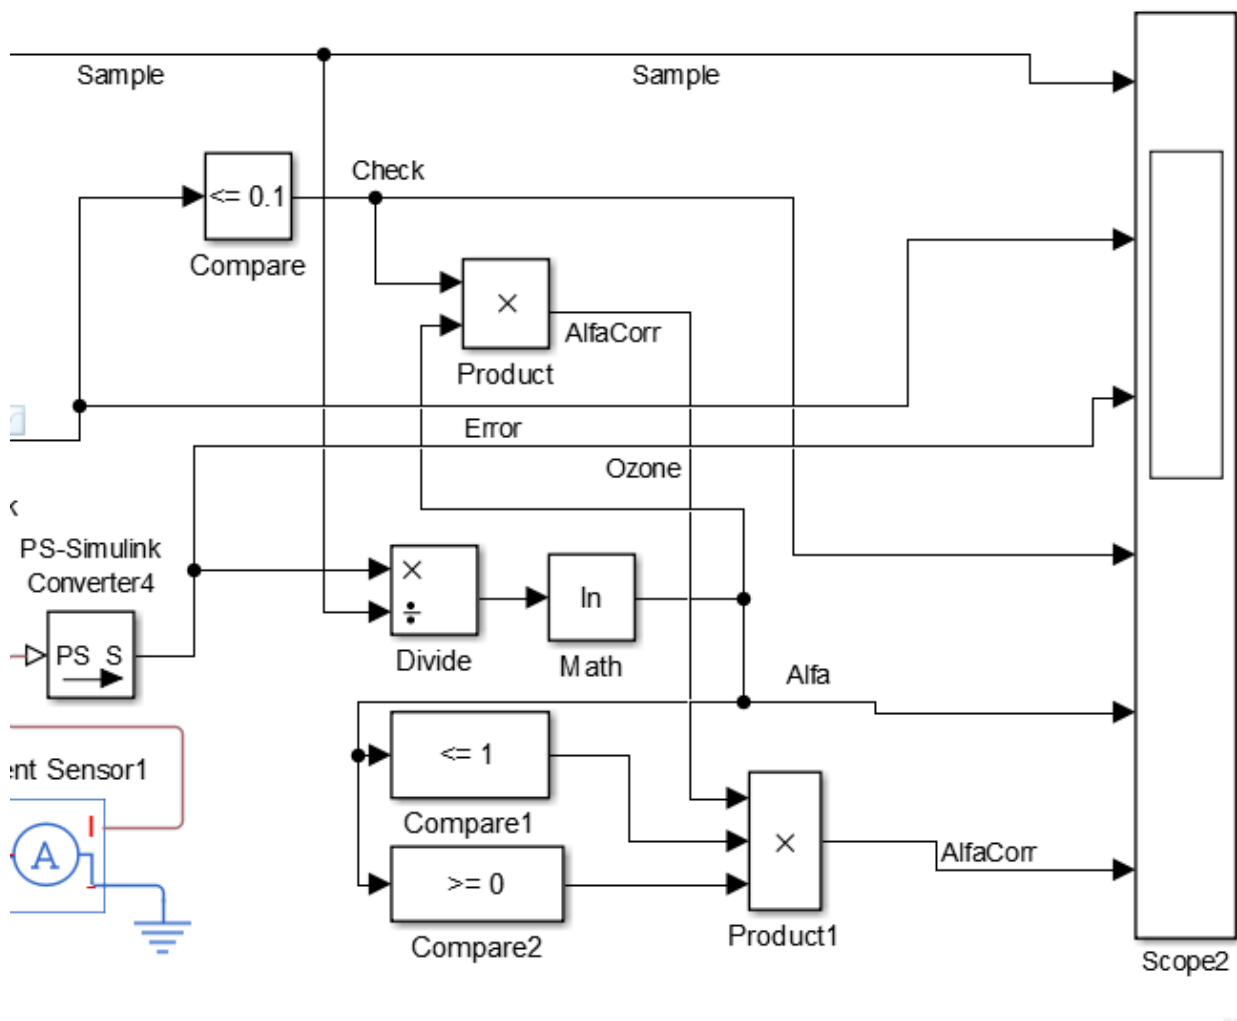 Sample
Sample
Check
<= 0.1
Compare
×
AlfaCorr
Product
Error
Ozone
k
PS-Simulink
Converter4
×
÷
ln
PS S
Divide
Math
Alfa
<= 1
ent Sensor1
Compare1
×
A
AlfaCorr
>= 0
Product1
Compare2
Scope2